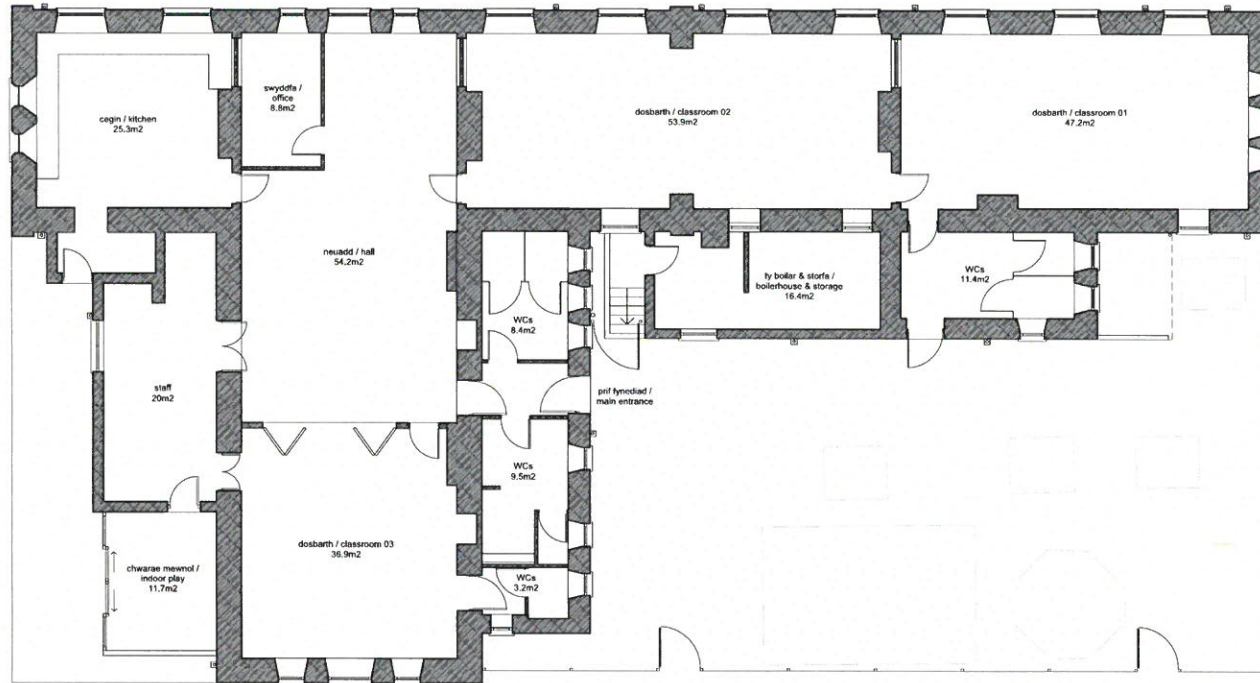 cegin / kitchen
25.3m2
swyddfa /
office
8.8m2
dosbarth / classroom 02
53.9m2
dosbarth / classroom 01
47.2m2
neuadd / hall
54.2m2
WCs
8.4m2
ty boilar & storfa /
boilerhouse & storage
16.4m2
WCs
11.4m2
staff
20m2
prif fynediad /
main entrance
WCs
9.5m2
dosbarth / classroom 03
36.9m2
chwarae mewnol /
indoor play
11.7m2
WCs
3.2m2